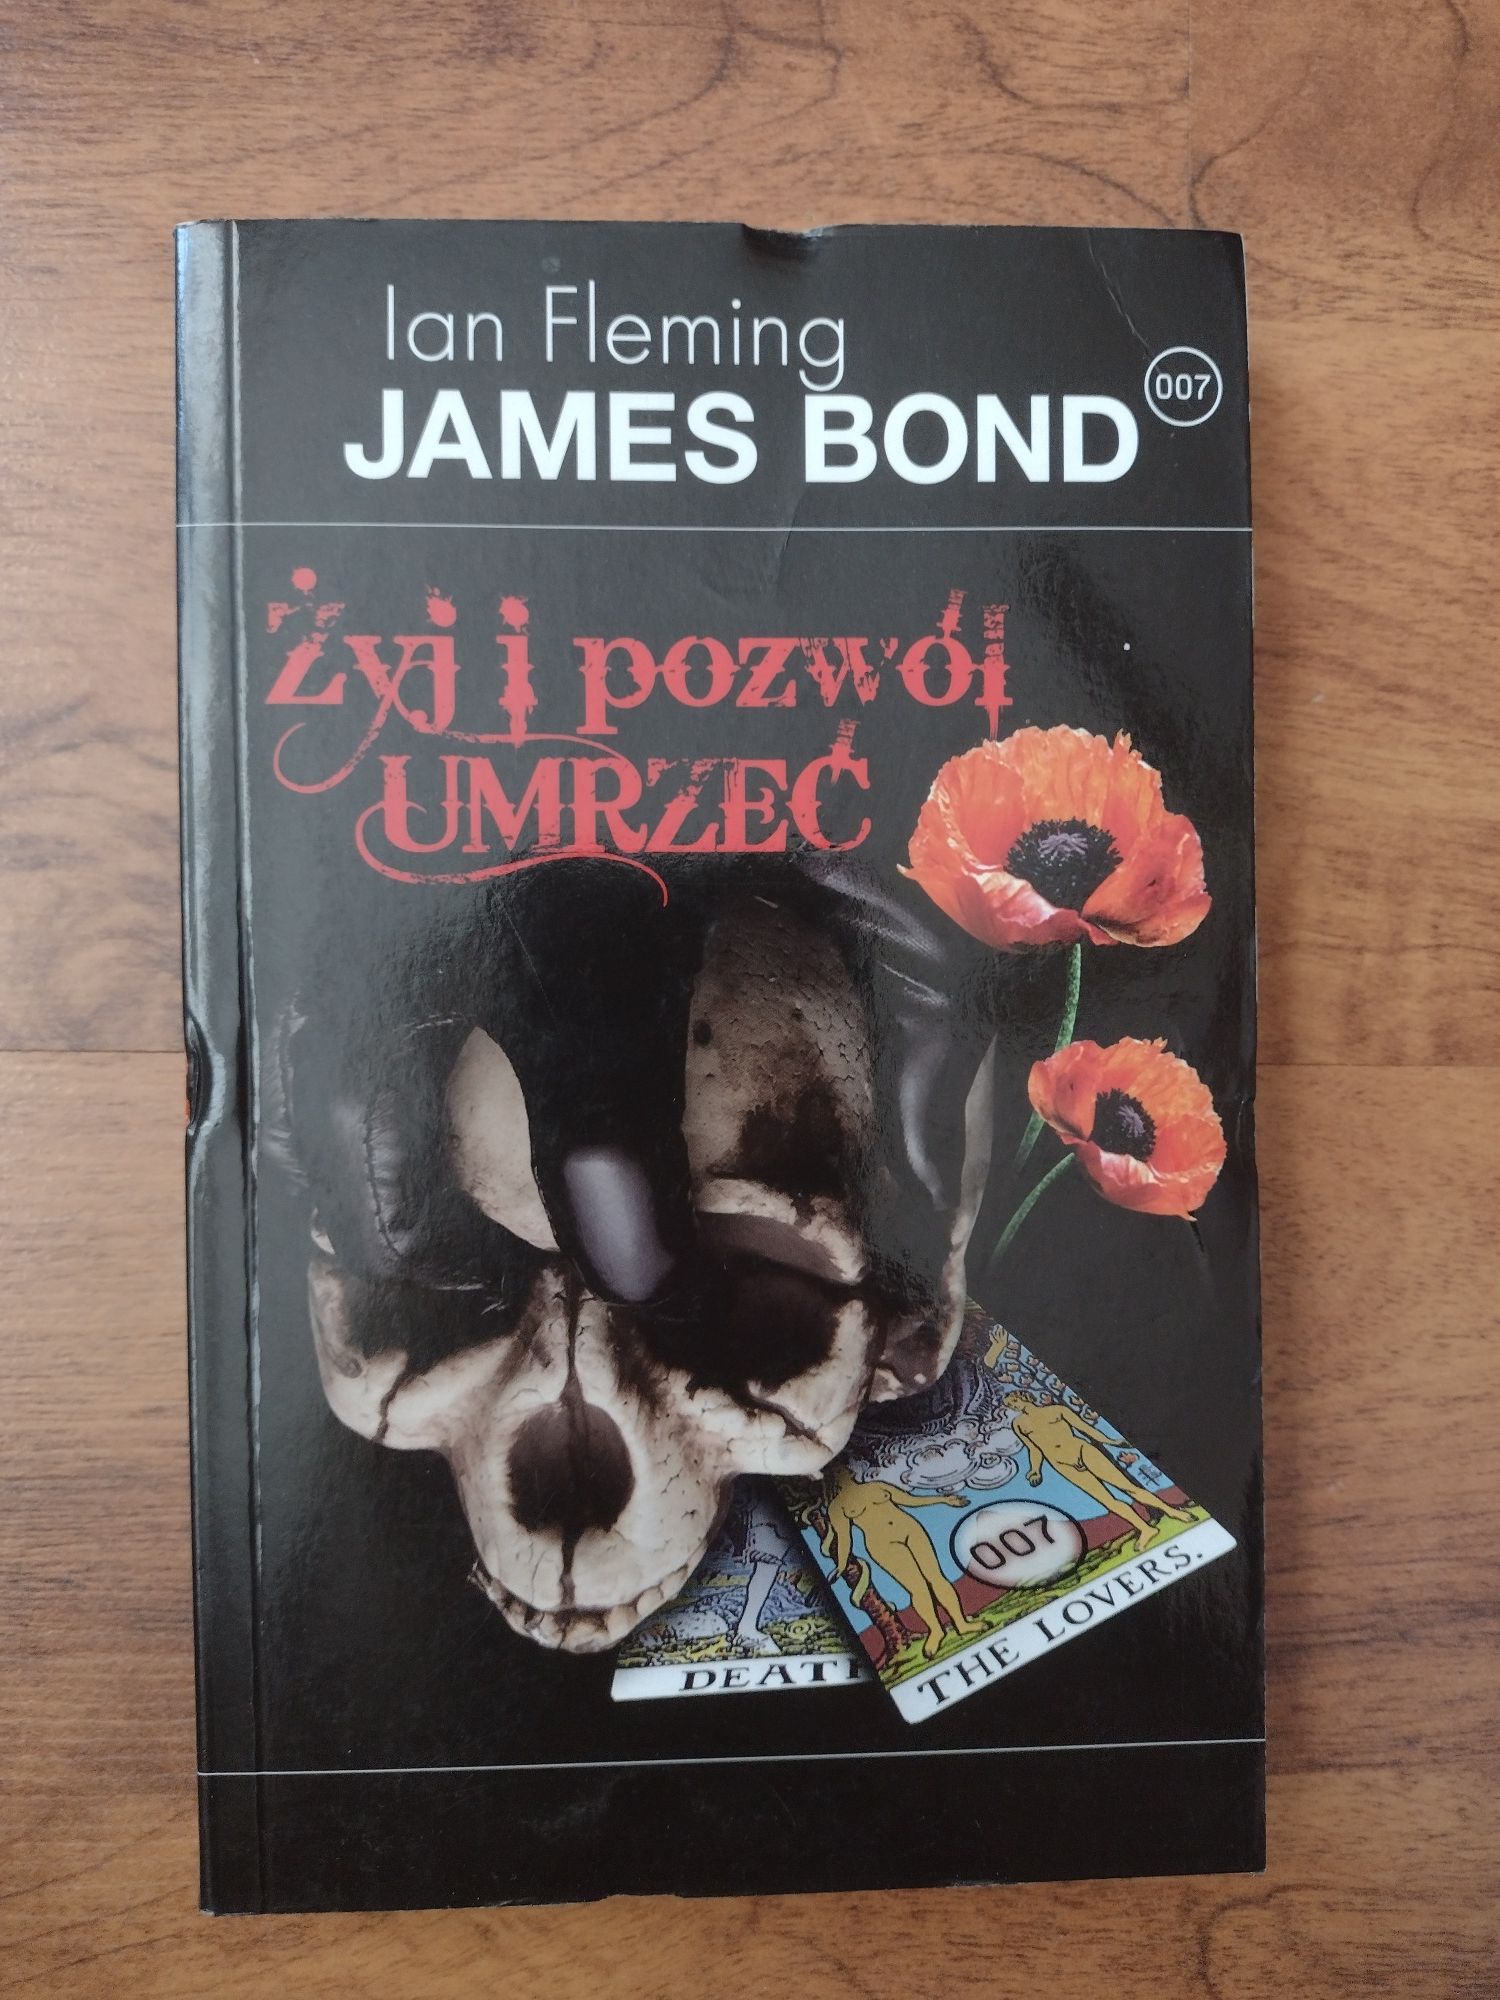 Ian Fleming
JAMES BOND 007
Żyj i pozwól
UMRZEĆ
007
DEATH
THE LOVERS.